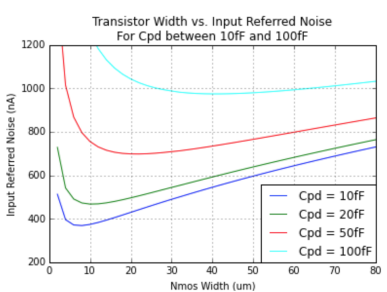 Transistor Width vs. Input Referred Noise
For Cpd between 10fF and 100fF
1200
1000
800
600
400
200
Input Referred Noise (nA)
Cpd = 10fF
Cpd = 20fF
Cpd = 50fF
Cpd = 100fF
0 10 20 30 40 50 60 70 80
Nmos Width (um)